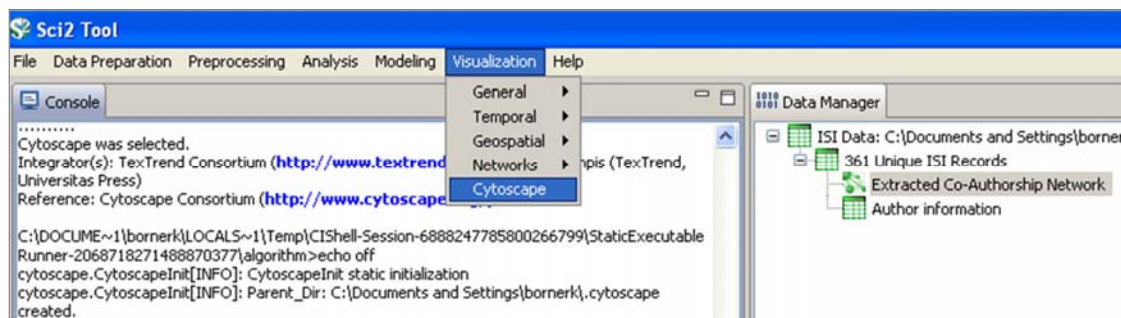 Sci2 Tool
File Data Preparation Preprocessing Analysis Modeling Visualization Help
General
Temporal
Geospatial
Networks
Cytoscape
Console
..........
Cytoscape was selected.
Integrator(s): TexTrend Consortium (http://www.textrend mpis (TexTrend,
Universitas Press)
Reference: Cytoscape Consortium (http://www.cytoscape
C:\DOCUME~1\bornerk\LOCALS~1\Temp\CIShell-Session-6888247785800266799\StaticExecutable
Runner-2068718271488870377\algorithm>echo off
cytoscape.CytoscapeInit[INFO]: CytoscapeInit static initialization
cytoscape.CytoscapeInit[INFO]: Parent_Dir: C:\Documents and Settings\bornerk\.cytoscape
created.
Data Manager
ISI Data: C:\Documents and Settings\borner
361 Unique ISI Records
Extracted Co-Authorship Network
Author information